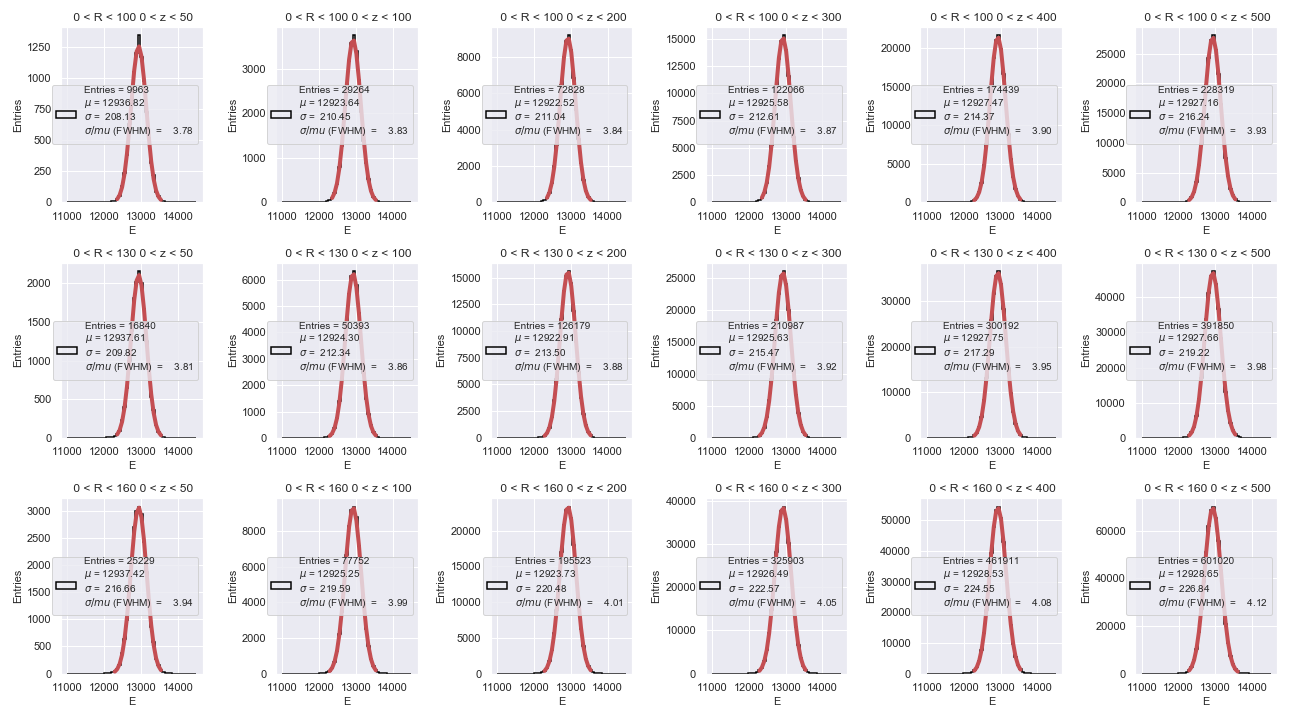 0 < R < 100 0 < z < 50
Entries
1250
1000
750
500
250
0
Entries = 9963
μ = 12936.82
σ = 208.13
σ/mu (FWHM) = 3.78
11000 12000 13000 14000
E
0 < R < 100 0 < z < 100
Entries
3000
2000
1000
0
Entries = 29264
μ = 12923.64
σ = 210.45
σ/mu (FWHM) = 3.83
11000 12000 13000 14000
E
0 < R < 100 0 < z < 200
Entries
8000
6000
4000
2000
0
Entries = 72828
μ = 12922.52
σ = 211.04
σ/mu (FWHM) = 3.84
11000 12000 13000 14000
E
0 < R < 100 0 < z < 300
Entries
15000
12500
10000
7500
5000
2500
0
Entries = 122066
μ = 12925.58
σ = 212.61
σ/mu (FWHM) = 3.87
11000 12000 13000 14000
E
0 < R < 100 0 < z < 400
Entries
20000
15000
10000
5000
0
Entries = 174439
μ = 12927.47
σ = 214.37
σ/mu (FWHM) = 3.90
11000 12000 13000 14000
E
0 < R < 100 0 < z < 500
Entries
25000
20000
15000
10000
5000
0
Entries = 228319
μ = 12927.16
σ = 216.24
σ/mu (FWHM) = 3.93
11000 12000 13000 14000
E
0 < R < 130 0 < z < 50
Entries
2000
1500
1000
500
0
Entries = 16840
μ = 12937.61
σ = 209.82
σ/mu (FWHM) = 3.81
11000 12000 13000 14000
E
0 < R < 130 0 < z < 100
Entries
6000
5000
4000
3000
2000
1000
0
Entries = 50393
μ = 12924.30
σ = 212.34
σ/mu (FWHM) = 3.86
11000 12000 13000 14000
E
0 < R < 130 0 < z < 200
Entries
15000
12500
10000
7500
5000
2500
0
Entries = 126179
μ = 12922.91
σ = 213.50
σ/mu (FWHM) = 3.88
11000 12000 13000 14000
E
0 < R < 130 0 < z < 300
Entries
25000
20000
15000
10000
5000
0
Entries = 210987
μ = 12925.63
σ = 215.47
σ/mu (FWHM) = 3.92
11000 12000 13000 14000
E
0 < R < 130 0 < z < 400
Entries
30000
20000
10000
0
Entries = 300192
μ = 12927.75
σ = 217.29
σ/mu (FWHM) = 3.95
11000 12000 13000 14000
E
0 < R < 130 0 < z < 500
Entries
40000
30000
20000
10000
0
Entries = 391850
μ = 12927.66
σ = 219.22
σ/mu (FWHM) = 3.98
11000 12000 13000 14000
E
0 < R < 160 0 < z < 50
Entries
3000
2500
2000
1500
1000
500
0
Entries = 25229
μ = 12937.42
σ = 216.66
σ/mu (FWHM) = 3.94
11000 12000 13000 14000
E
0 < R < 160 0 < z < 100
Entries
8000
6000
4000
2000
0
Entries = 77752
μ = 12925.25
σ = 219.59
σ/mu (FWHM) = 3.99
11000 12000 13000 14000
E
0 < R < 160 0 < z < 200
Entries
20000
15000
10000
5000
0
Entries = 195523
μ = 12923.73
σ = 220.48
σ/mu (FWHM) = 4.01
11000 12000 13000 14000
E
0 < R < 160 0 < z < 300
Entries
40000
30000
20000
10000
0
Entries = 325903
μ = 12926.49
σ = 222.57
σ/mu (FWHM) = 4.05
11000 12000 13000 14000
E
0 < R < 160 0 < z < 400
Entries
50000
40000
30000
20000
10000
0
Entries = 461911
μ = 12928.53
σ = 224.55
σ/mu (FWHM) = 4.08
11000 12000 13000 14000
E
0 < R < 160 0 < z < 500
Entries
60000
40000
20000
0
Entries = 601020
μ = 12928.65
σ = 226.84
σ/mu (FWHM) = 4.12
11000 12000 13000 14000
E